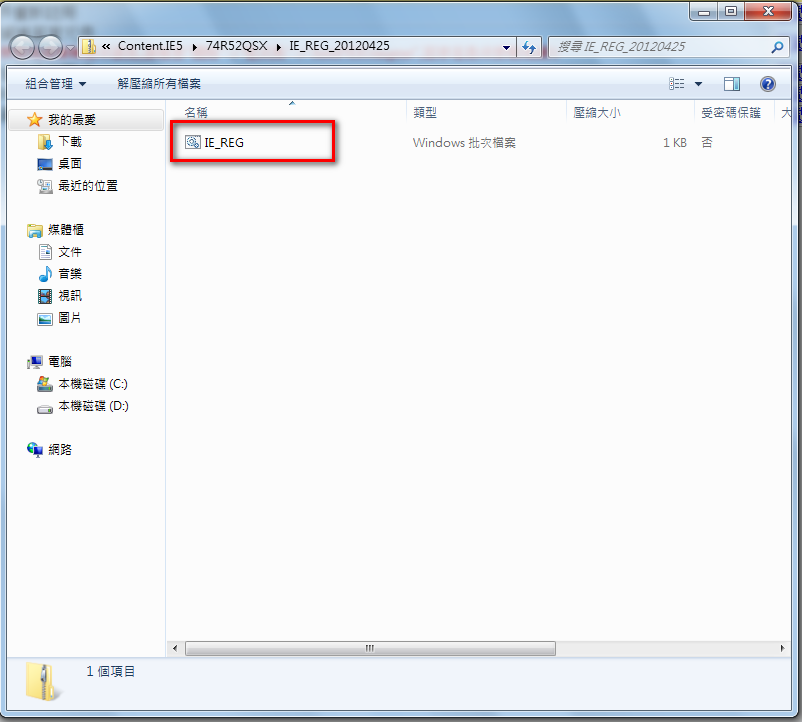 « Content.IE5 ▸ 74R52QSX ▸ IE_REG_20120425
搜尋 IE_REG_20120425
組合管理 解壓縮所有檔案
名稱 類型 壓縮大小 受密碼保護 大
IE_REG Windows 批次檔案 1 KB 否
我的最愛
下載
桌面
最近的位置
媒體櫃
文件
音樂
視訊
圖片
電腦
本機磁碟 (C:)
本機磁碟 (D:)
網路
1 個項目